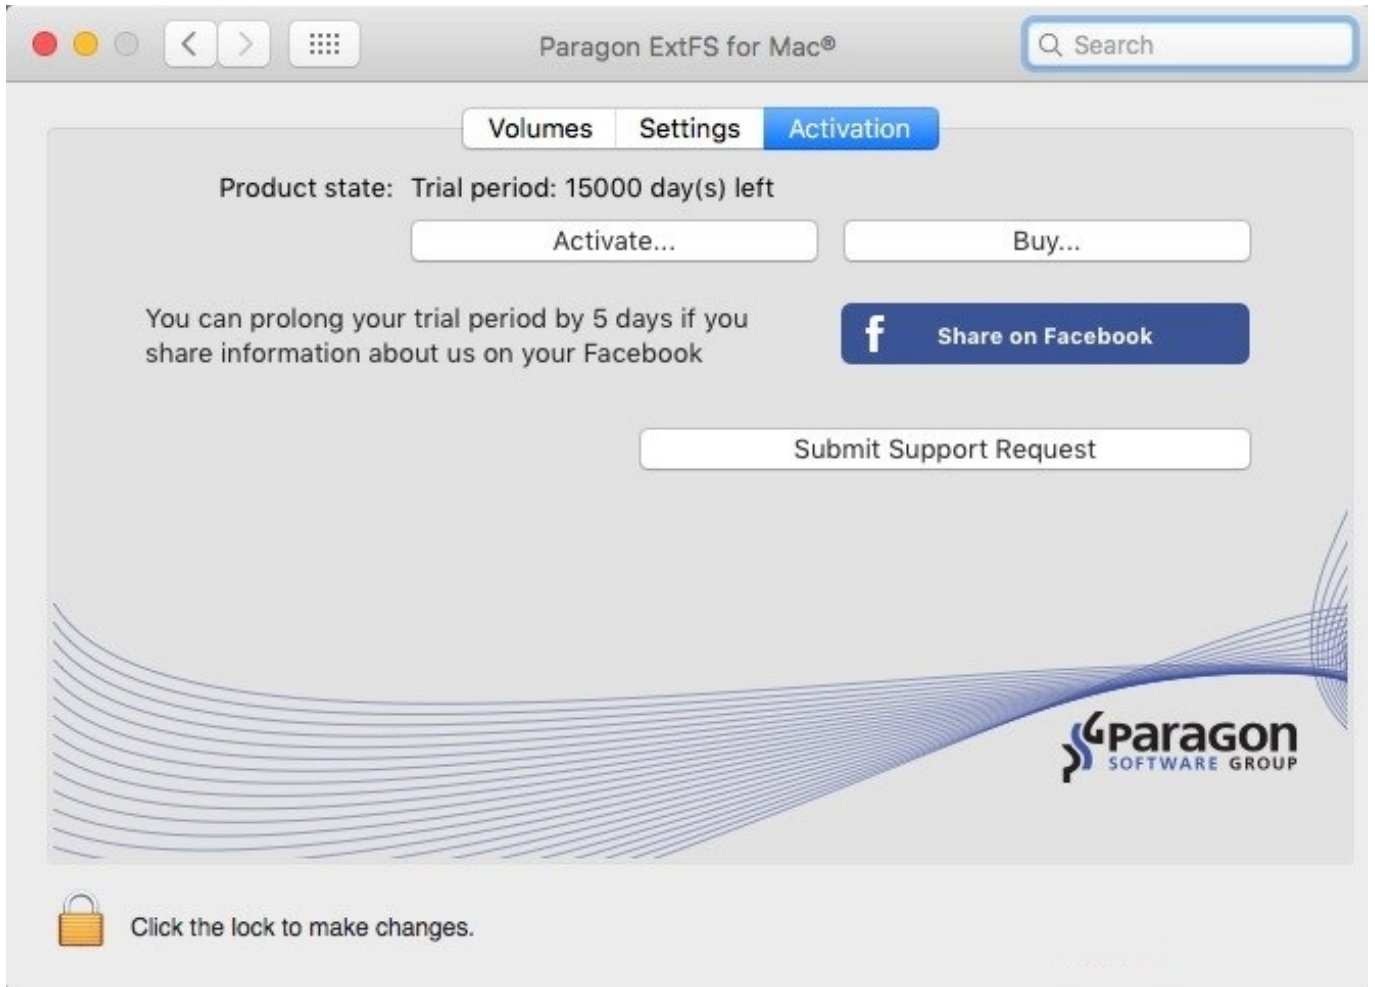 Paragon ExtFS for Mac®
Search
Volumes Settings Activation
Product state: Trial period: 15000 day(s) left
Activate... Buy...
You can prolong your trial period by 5 days if you
share information about us on your Facebook
f Share on Facebook
Submit Support Request
paragon
SOFTWARE GROUP
Click the lock to make changes.